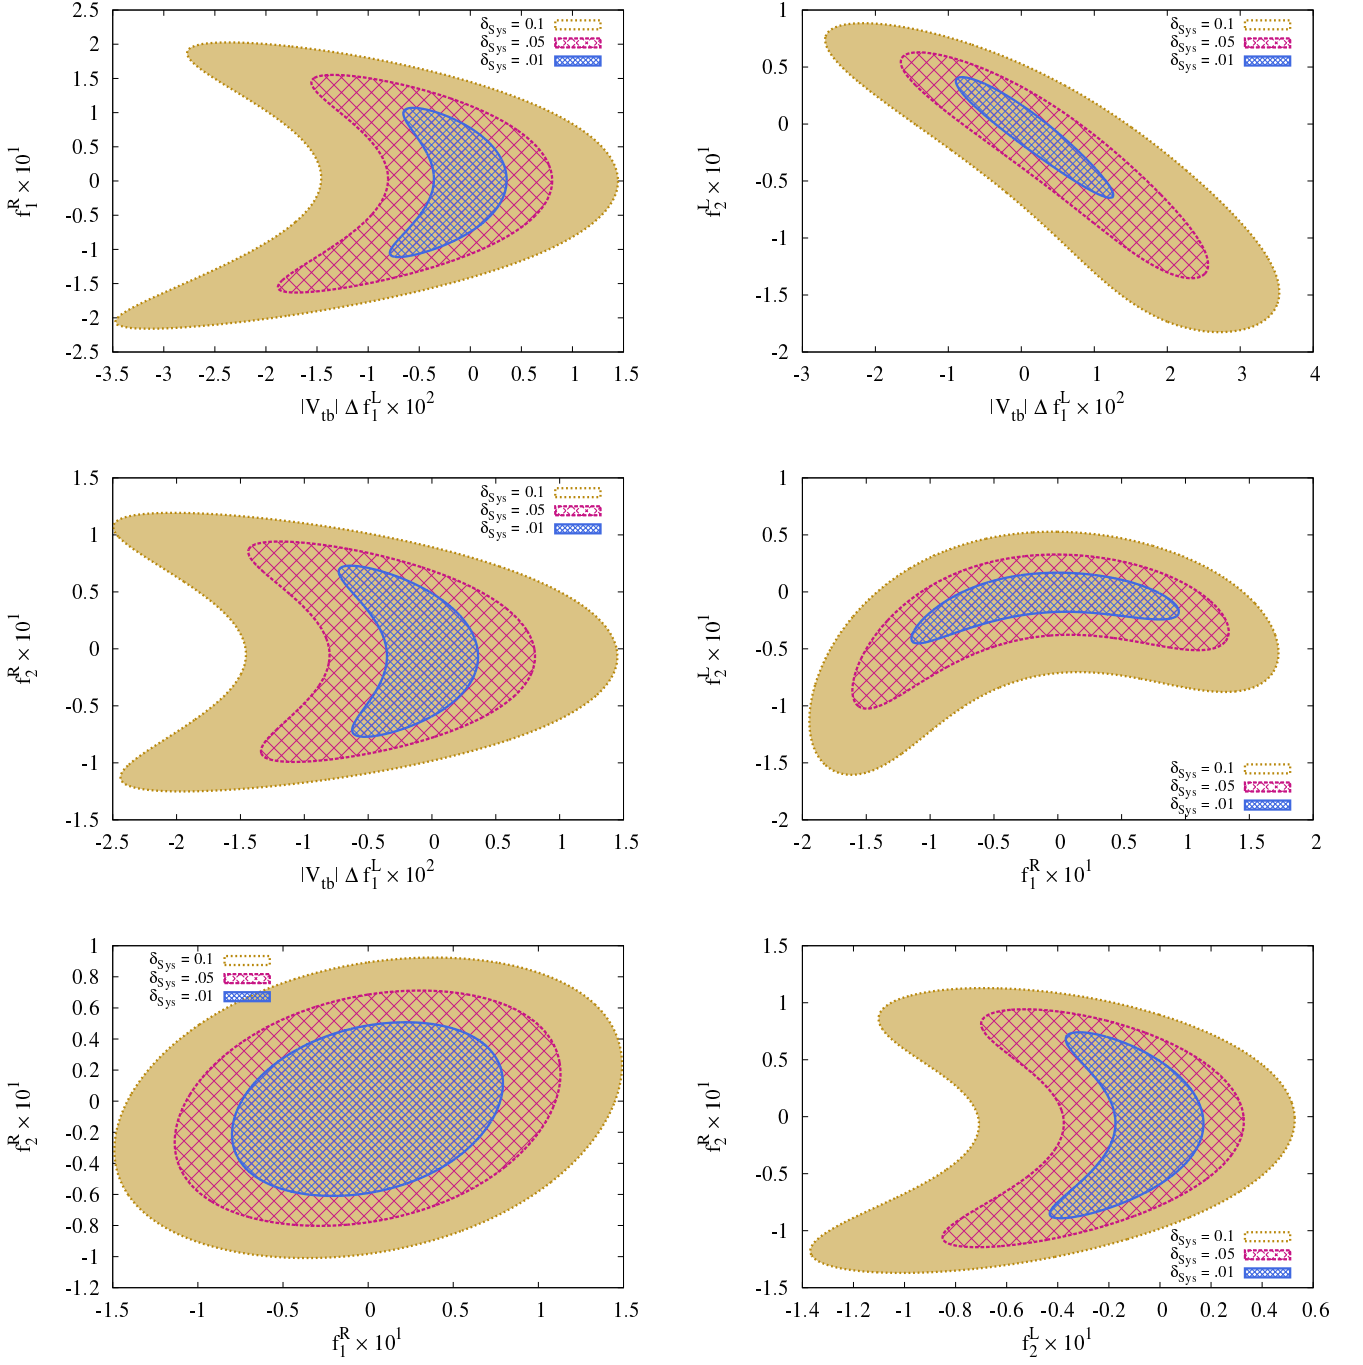 δSys = 0.1
δSys = .05
δSys = .01
2.5
2
1.5
1
0.5
0
-0.5
-1
-1.5
-2
-2.5
f1^R × 10^1
-3.5 -3 -2.5 -2 -1.5 -1 -0.5 0 0.5 1 1.5
|Vtb| Δ f1^L × 10^2
δSys = 0.1
δSys = .05
δSys = .01
1
0.5
0
-0.5
-1
-1.5
-2
f2^L × 10^1
-3 -2 -1 0 1 2 3 4
|Vtb| Δ f1^L × 10^2
δSys = 0.1
δSys = .05
δSys = .01
1.5
1
0.5
0
-0.5
-1
-1.5
f2^R × 10^1
-2.5 -2 -1.5 -1 -0.5 0 0.5 1 1.5
|Vtb| Δ f1^L × 10^2
1
0.5
0
-0.5
-1
-1.5
-2
f2^L × 10^1
δSys = 0.1
δSys = .05
δSys = .01
-2 -1.5 -1 -0.5 0 0.5 1 1.5 2
f1^R × 10^1
δSys = 0.1
δSys = .05
δSys = .01
1
0.8
0.6
0.4
0.2
0
-0.2
-0.4
-0.6
-0.8
-1
-1.2
f2^R × 10^1
-1.5 -1 -0.5 0 0.5 1 1.5
f1^R × 10^1
1.5
1
0.5
0
-0.5
-1
-1.5
f2^R × 10^1
δSys = 0.1
δSys = .05
δSys = .01
-1.4 -1.2 -1 -0.8 -0.6 -0.4 -0.2 0 0.2 0.4 0.6
f2^L × 10^1